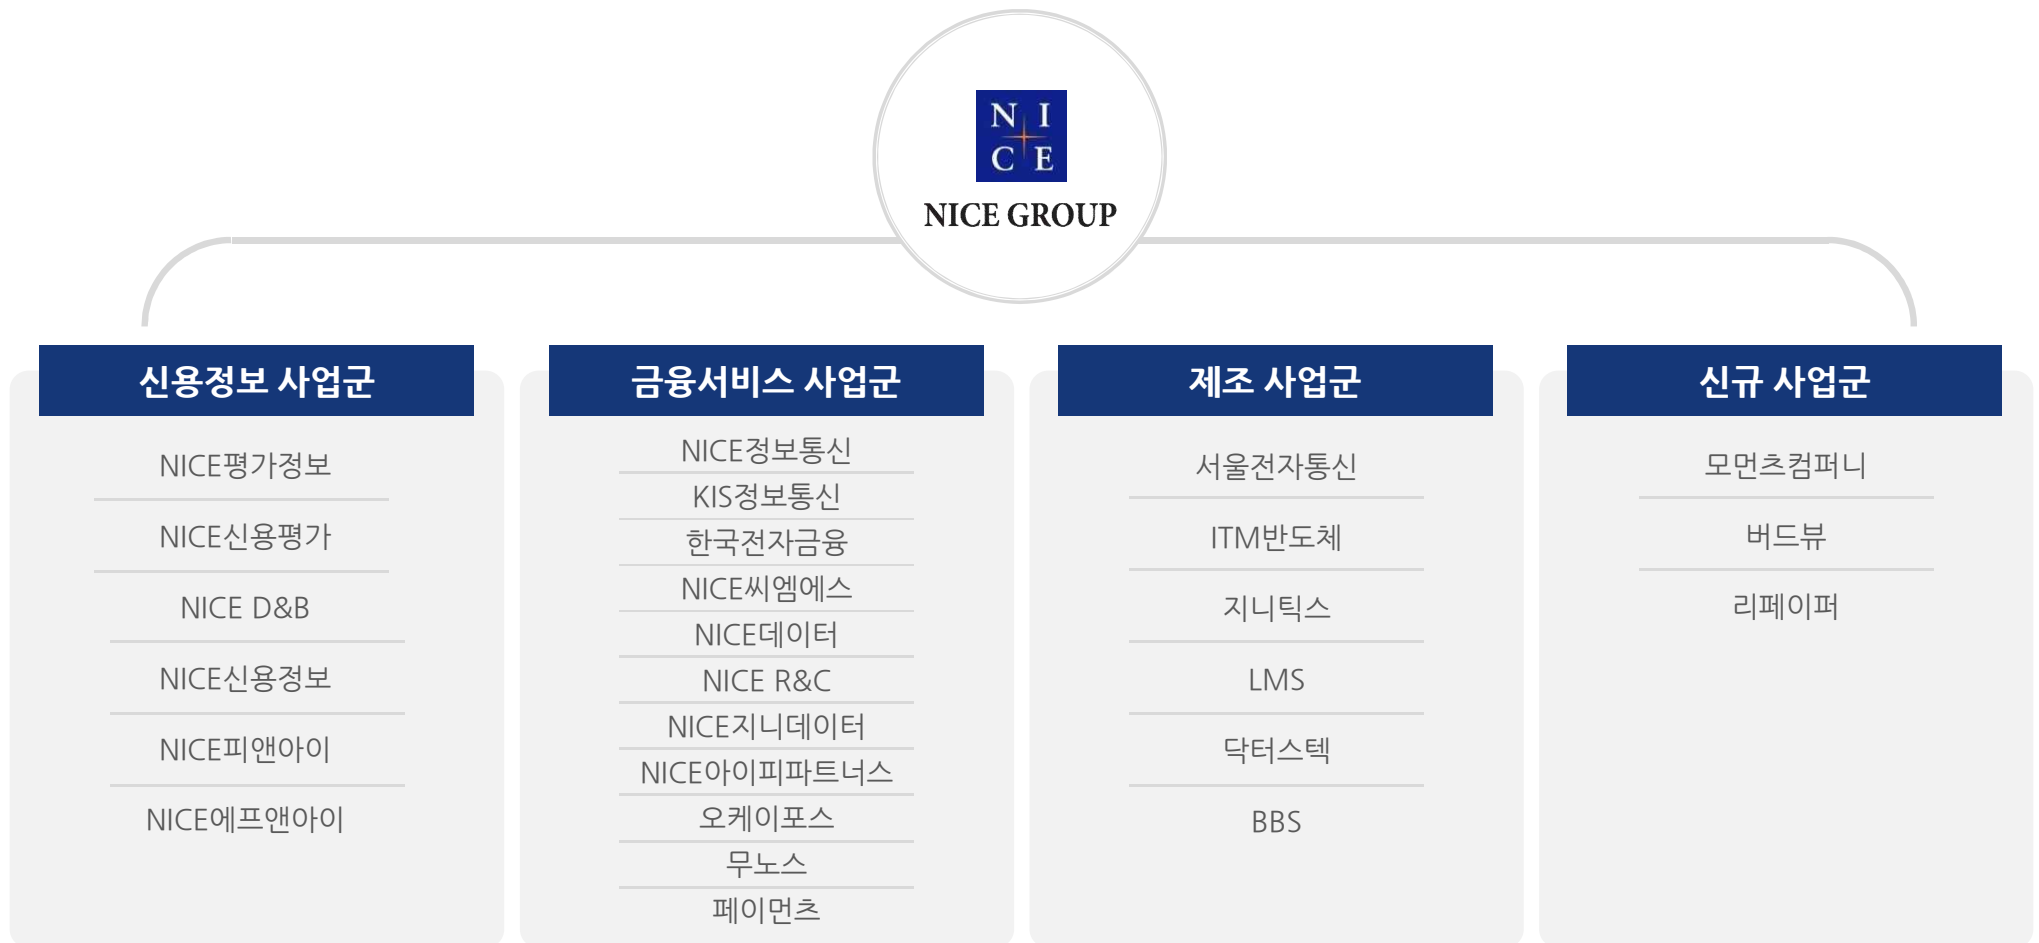 N I
C E
NICE GROUP
신용정보 사업군
NICE평가정보
NICE신용평가
NICE D&B
NICE신용정보
NICE피앤아이
NICE에프앤아이
금융서비스 사업군
NICE정보통신
KIS정보통신
한국전자금융
NICE씨엠에스
NICE데이터
NICE R&C
NICE지니데이터
NICE아이피파트너스
오케이포스
무노스
페이먼츠
제조 사업군
서울전자통신
ITM반도체
지니틱스
LMS
닥터스텍
BBS
신규 사업군
모먼츠컴퍼니
버드뷰
리페이퍼